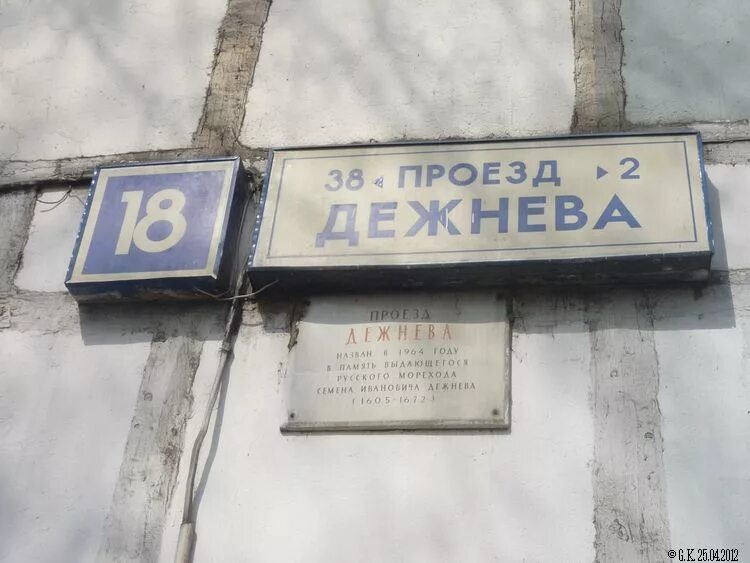 18
38 ◂ ПРОЕЗД ▸ 2
ДЕЖНЕВА
ПРОЕЗД
ДЕЖНЕВА
НАЗВАН В 1964 ГОДУ
В ПАМЯТЬ ВЫДАЮЩЕГОСЯ
РУССКОГО МОРЕХОДА
СЕМЕНА ИВАНОВИЧА ДЕЖНЕВА
(1605-1672)
© G.K. 25.04.2012